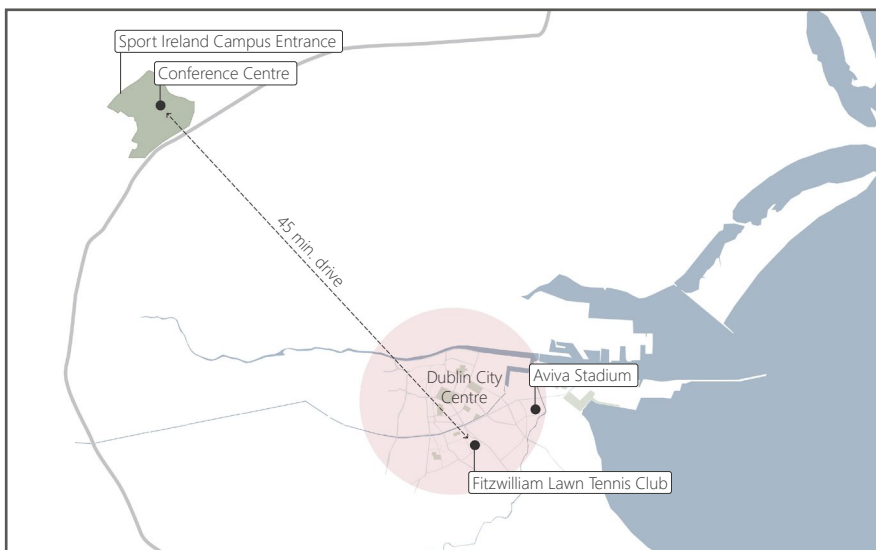 Sport Ireland Campus Entrance
Conference Centre
45 min. drive
Dublin City
Centre
Aviva Stadium
Fitzwilliam Lawn Tennis Club